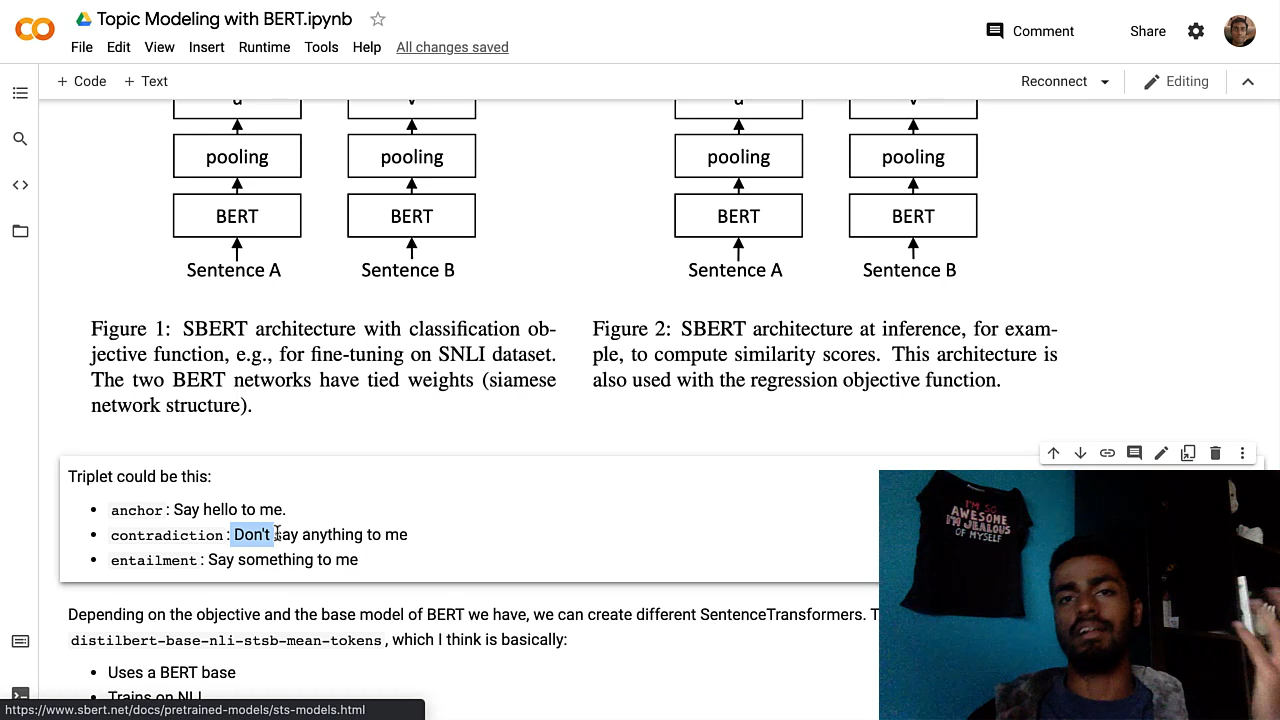 Topic Modeling with BERT.ipynb
File Edit View Insert Runtime Tools Help All changes saved
Comment
Share
+ Code + Text
Reconnect
Editing
pooling pooling pooling pooling
BERT BERT BERT BERT
Sentence A Sentence B Sentence A Sentence B
Figure 1: SBERT architecture with classification ob-
jective function, e.g., for fine-tuning on SNLI dataset.
The two BERT networks have tied weights (siamese
network structure).
Figure 2: SBERT architecture at inference, for exam-
ple, to compute similarity scores. This architecture is
also used with the regression objective function.
Triplet could be this:
• anchor: Say hello to me.
• contradiction: Don't say anything to me
• entailment: Say something to me
Depending on the objective and the base model of BERT we have, we can create different SentenceTransformers. T
distilbert-base-nli-stsb-mean-tokens, which I think is basically:
• Uses a BERT base
• Trains on NLI
https://www.sbert.net/docs/pretrained-models/sts-models.html
I'M SO
AWESOME
I'M JEALOUS
OF MYSELF